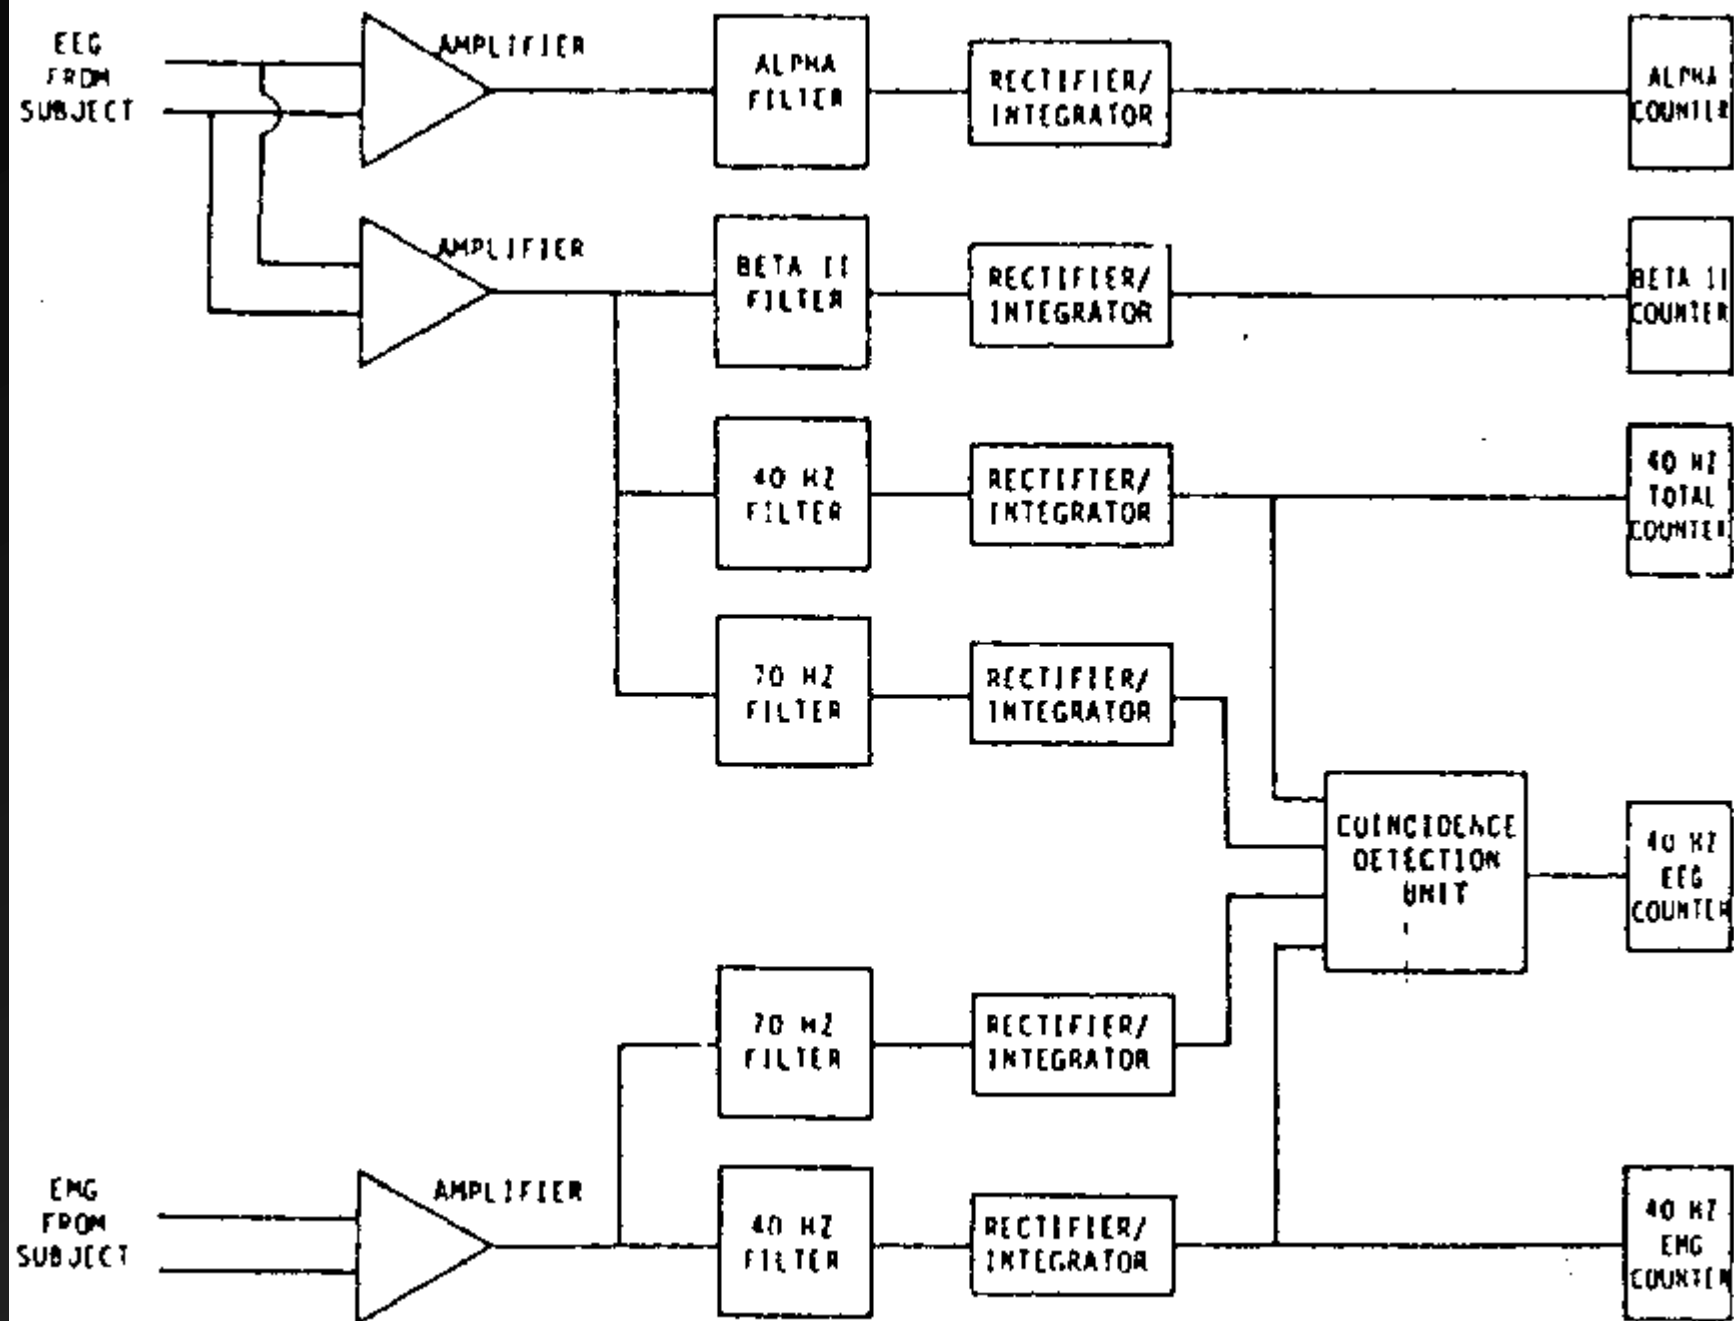 EEG
FROM
SUBJECT
AMPLIFIER
ALPHA
FILTER
RECTIFIER/
INTEGRATOR
ALPHA
COUNTER
AMPLIFIER
BETA II
FILTER
RECTIFIER/
INTEGRATOR
BETA II
COUNTER
40 HZ
FILTER
RECTIFIER/
INTEGRATOR
40 HZ
TOTAL
COUNTER
70 HZ
FILTER
RECTIFIER/
INTEGRATOR
COINCIDENCE
DETECTION
UNIT
40 HZ
EEG
COUNTER
70 HZ
FILTER
RECTIFIER/
INTEGRATOR
EMG
FROM
SUBJECT
AMPLIFIER
40 HZ
FILTER
RECTIFIER/
INTEGRATOR
40 HZ
EMG
COUNTER